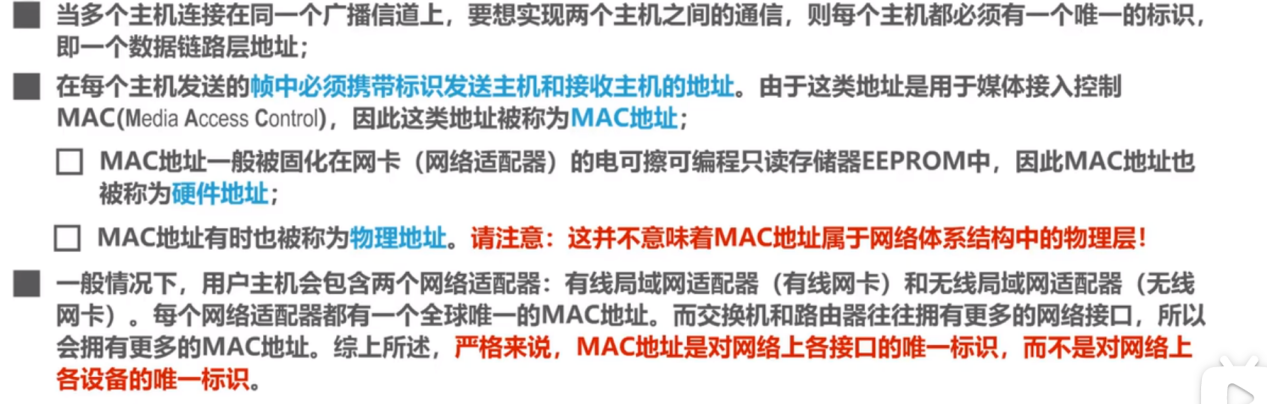 当多个主机连接在同一个广播信道上，要想实现两个主机之间的通信，则每个主机都必须有一个唯一的标识，
即一个数据链路层地址；
在每个主机发送的帧中必须携带标识发送主机和接收主机的地址。由于这类地址是用于媒体接入控制
MAC(Media Access Control)，因此这类地址被称为MAC地址；
MAC地址一般被固化在网卡（网络适配器）的电可擦可编程只读存储器EEPROM中，因此MAC地址也
被称为硬件地址；
MAC地址有时也被称为物理地址。请注意：这并不意味着MAC地址属于网络体系结构中的物理层！
一般情况下，用户主机会包含两个网络适配器：有线局域网适配器（有线网卡）和无线局域网适配器（无线
网卡）。每个网络适配器都有一个全球唯一的MAC地址。而交换机和路由器往往拥有更多的网络接口，所以
会拥有更多的MAC地址。综上所述，严格来说，MAC地址是对网络上各接口的唯一标识，而不是对网络上
各设备的唯一标识。